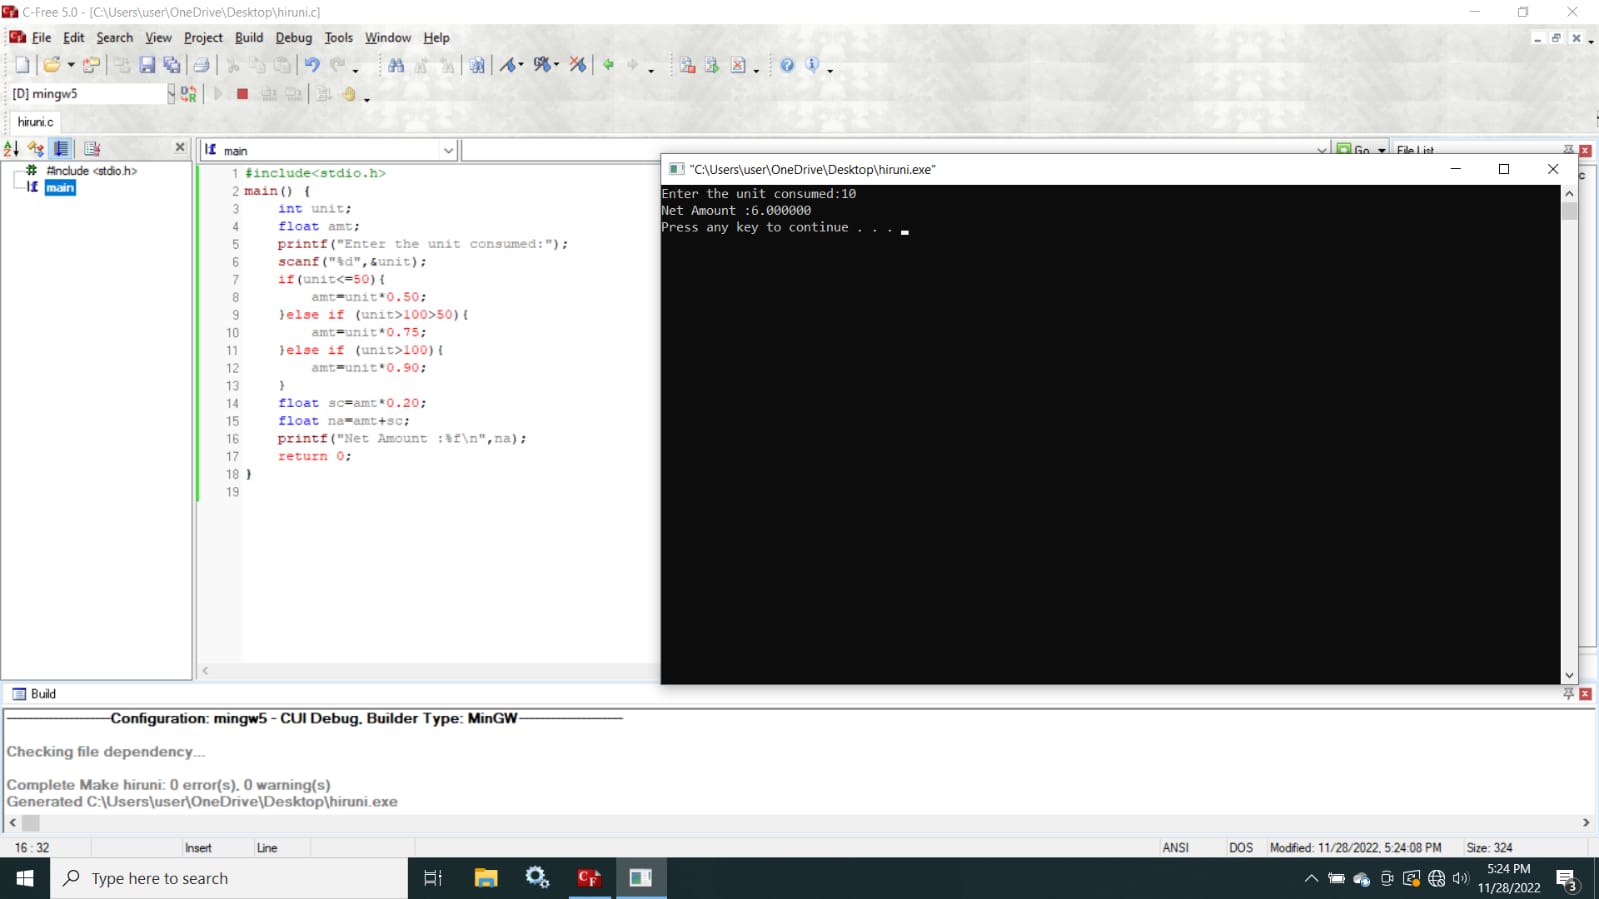 C-Free 5.0 - [C:\Users\user\OneDrive\Desktop\hiruni.c]
File Edit Search View Project Build Debug Tools Window Help
[D] mingw5
hiruni.c
main
Go
File List
#include <stdio.h>
main
1 #include<stdio.h>
2 main() {
3 int unit;
4 float amt;
5 printf("Enter the unit consumed:");
6 scanf("%d",&unit);
7 if(unit<=50){
8 amt=unit*0.50;
9 }else if (unit>100>50){
10 amt=unit*0.75;
11 }else if (unit>100){
12 amt=unit*0.90;
13 }
14 float sc=amt*0.20;
15 float na=amt+sc;
16 printf("Net Amount :%f\n",na);
17 return 0;
18 }
19
"C:\Users\user\OneDrive\Desktop\hiruni.exe"
Enter the unit consumed:10
Net Amount :6.000000
Press any key to continue . . .
Build
--------------------Configuration: mingw5 - CUI Debug, Builder Type: MinGW--------------------
Checking file dependency...
Complete Make hiruni: 0 error(s), 0 warning(s)
Generated C:\Users\user\OneDrive\Desktop\hiruni.exe
16 : 32 Insert Line ANSI DOS Modified: 11/28/2022, 5:24:08 PM Size: 324
Type here to search
5:24 PM
11/28/2022
3